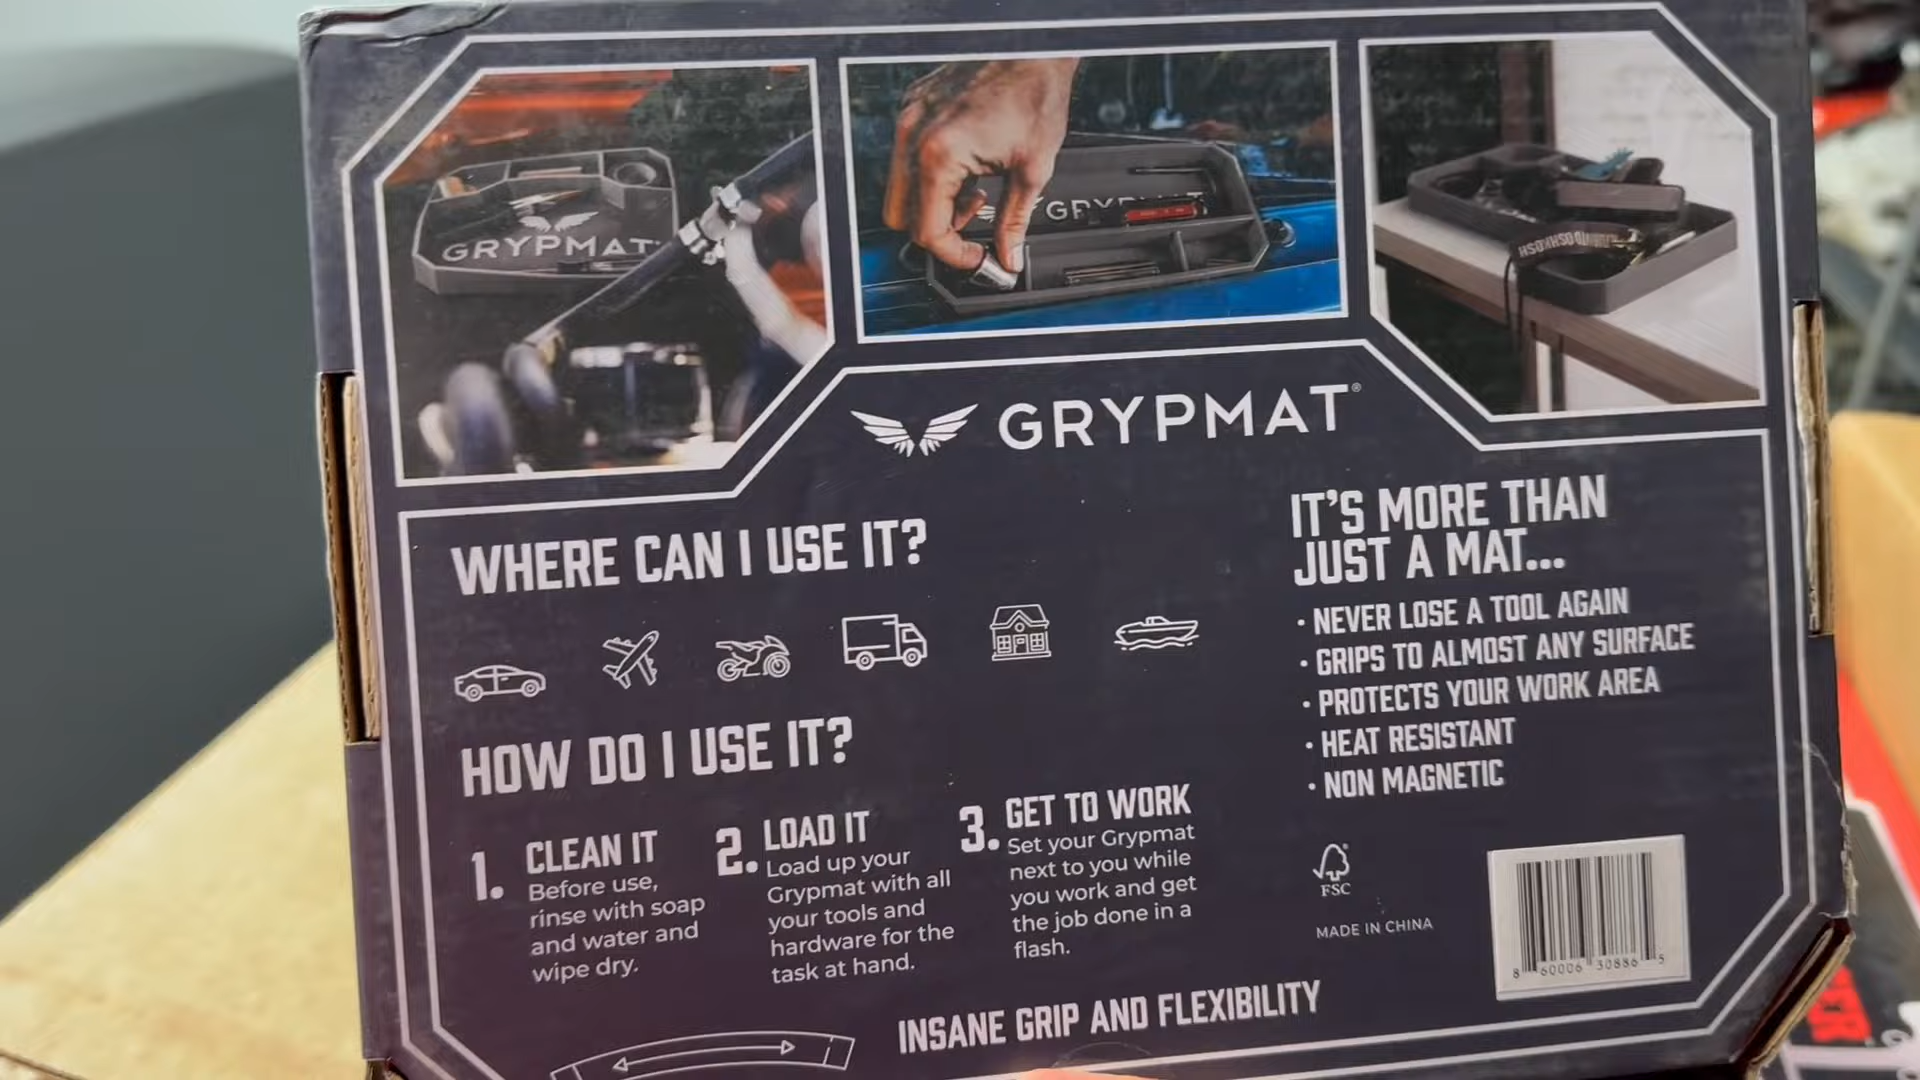 GRYPMAT
GRYPMAT®
WHERE CAN I USE IT?
HOW DO I USE IT?
1. CLEAN IT
Before use,
rinse with soap
and water and
wipe dry.
2. LOAD IT
Load up your
Grypmat with all
your tools and
hardware for the
task at hand.
3. GET TO WORK
Set your Grypmat
next to you while
you work and get
the job done in a
flash.
IT'S MORE THAN
JUST A MAT...
• NEVER LOSE A TOOL AGAIN
• GRIPS TO ALMOST ANY SURFACE
• PROTECTS YOUR WORK AREA
• HEAT RESISTANT
• NON MAGNETIC
FSC
MADE IN CHINA
8 60006 30886 5
INSANE GRIP AND FLEXIBILITY